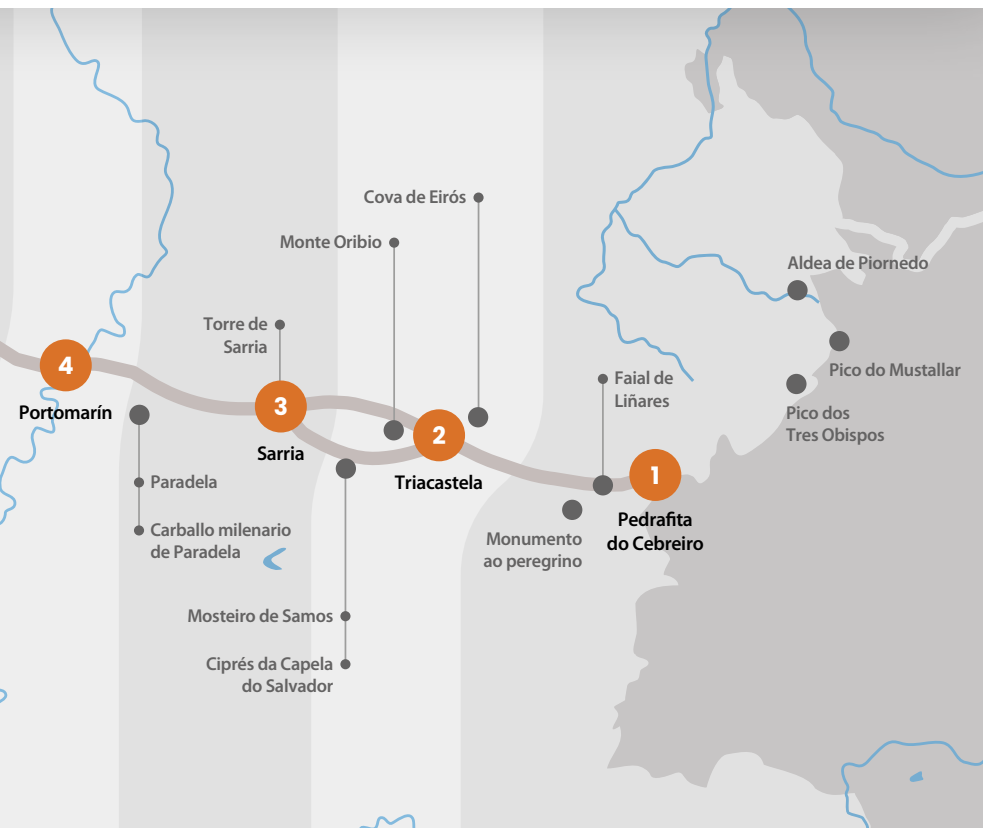 Cova de Eirós
Monte Oribio
Aldea de Piornedo
Torre de
Sarria
Pico do Mustallar
4
Faial de
Liñares
Portomarín
3
Pico dos
Tres Obispos
Sarria
2
Triacastela
1
Paradela
Pedrafita
do Cebreiro
Carballo milenario
de Paradela
Monumento
ao peregrino
Mosteiro de Samos
Ciprés da Capela
do Salvador